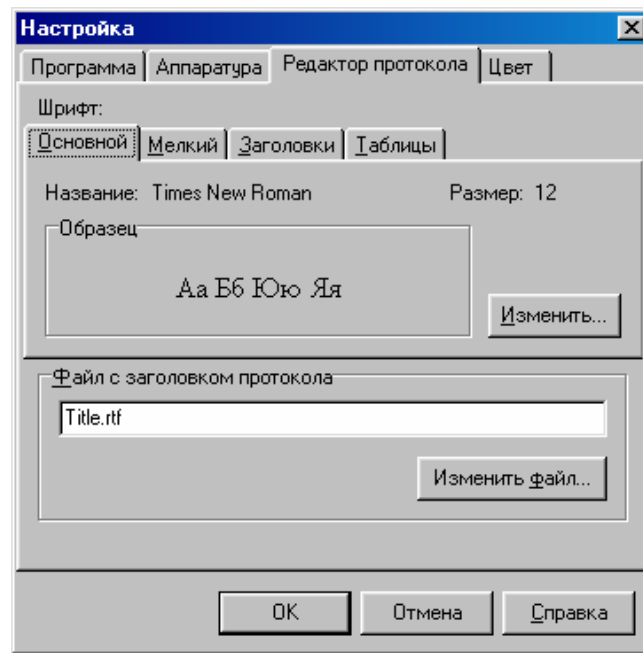 Настройка
Программа Аппаратура Редактор протокола Цвет
Шрифт:
Основной Мелкий Заголовки Таблицы
Название: Times New Roman Размер: 12
Образец
Аа Бб Юю Яя
Изменить...
Файл с заголовком протокола
Title.rtf
Изменить файл...
OK Отмена Справка